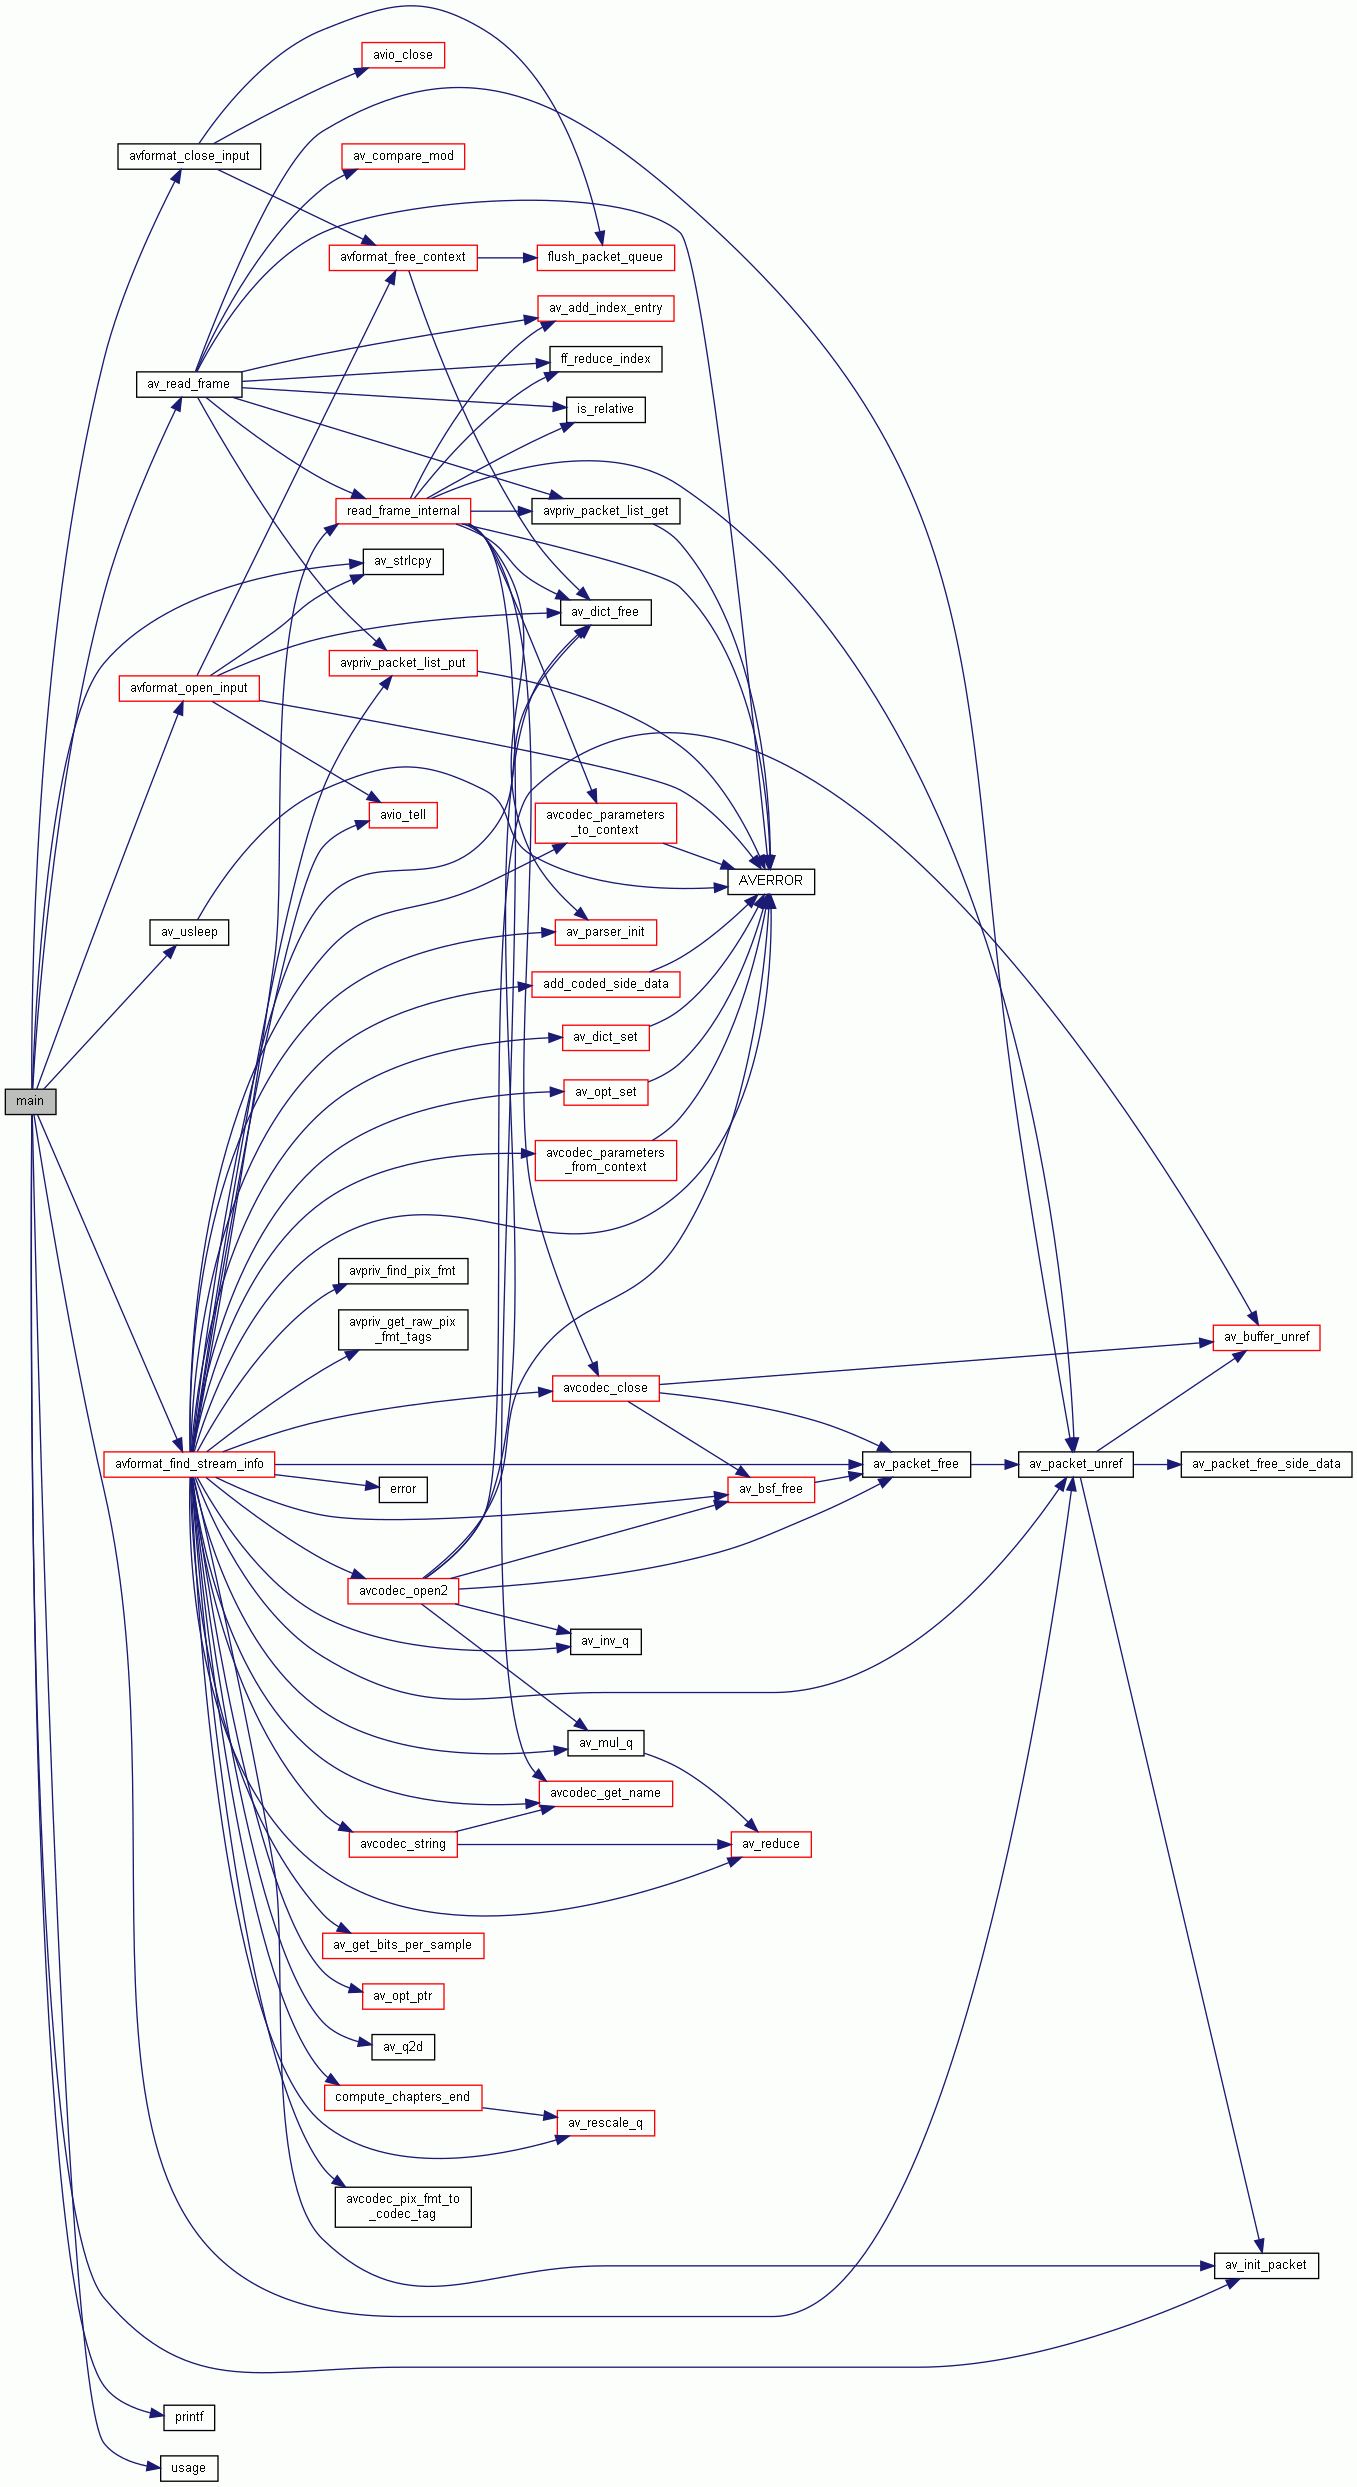 avio_close
avformat_close_input
av_compare_mod
avformat_free_context
flush_packet_queue
av_add_index_entry
ff_reduce_index
av_read_frame
is_relative
read_frame_internal
avpriv_packet_list_get
av_strlcpy
av_dict_free
avpriv_packet_list_put
avformat_open_input
avio_tell
avcodec_parameters
_to_context
AVERROR
av_usleep
av_parser_init
add_coded_side_data
av_dict_set
av_opt_set
main
avcodec_parameters
_from_context
avpriv_find_pix_fmt
avpriv_get_raw_pix
_fmt_tags
av_buffer_unref
avcodec_close
avformat_find_stream_info
av_packet_free
av_packet_unref
av_packet_free_side_data
error
av_bsf_free
avcodec_open2
av_inv_q
av_mul_q
avcodec_get_name
avcodec_string
av_reduce
av_get_bits_per_sample
av_opt_ptr
av_q2d
compute_chapters_end
av_rescale_q
avcodec_pix_fmt_to
_codec_tag
av_init_packet
printf
usage